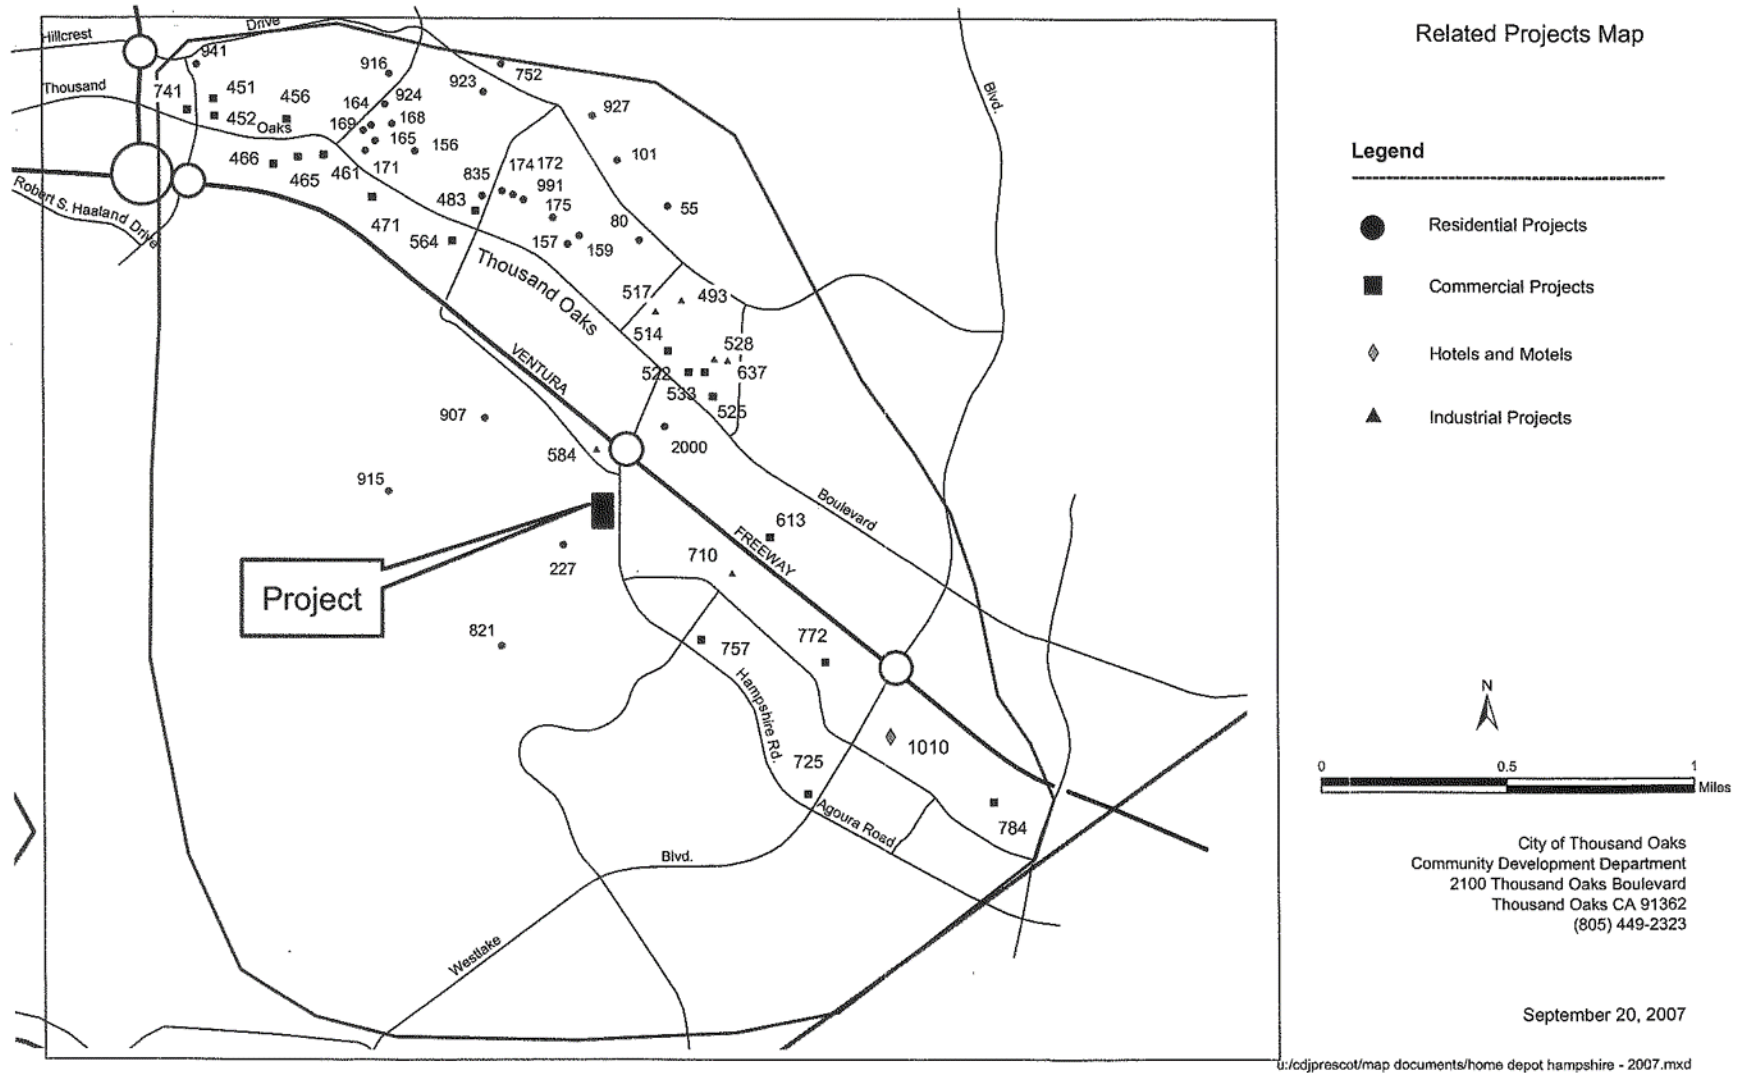 Related Projects Map
Hillcrest
Drive
941
916
923
752
Thousand
741
451
456
164
924
927
452
Oaks
169
168
165
156
466
465
461
171
101
835
174
172
991
483
175
80
55
471
564
157
159
Robert S. Haaland Drive
Thousand Oaks
517
493
514
528
522
637
533
525
VENTURA
907
2000
584
915
Boulevard
613
710
FREEWAY
227
Project
821
757
772
Hampshire Rd.
1010
725
Agoura Road
784
Blvd.
Westlake
Blvd.
Legend
Residential Projects
Commercial Projects
Hotels and Motels
Industrial Projects
N
0
0.5
1
Miles
City of Thousand Oaks
Community Development Department
2100 Thousand Oaks Boulevard
Thousand Oaks CA 91362
(805) 449-2323
September 20, 2007
u:/cdjprescot/map documents/home depot hampshire - 2007.mxd